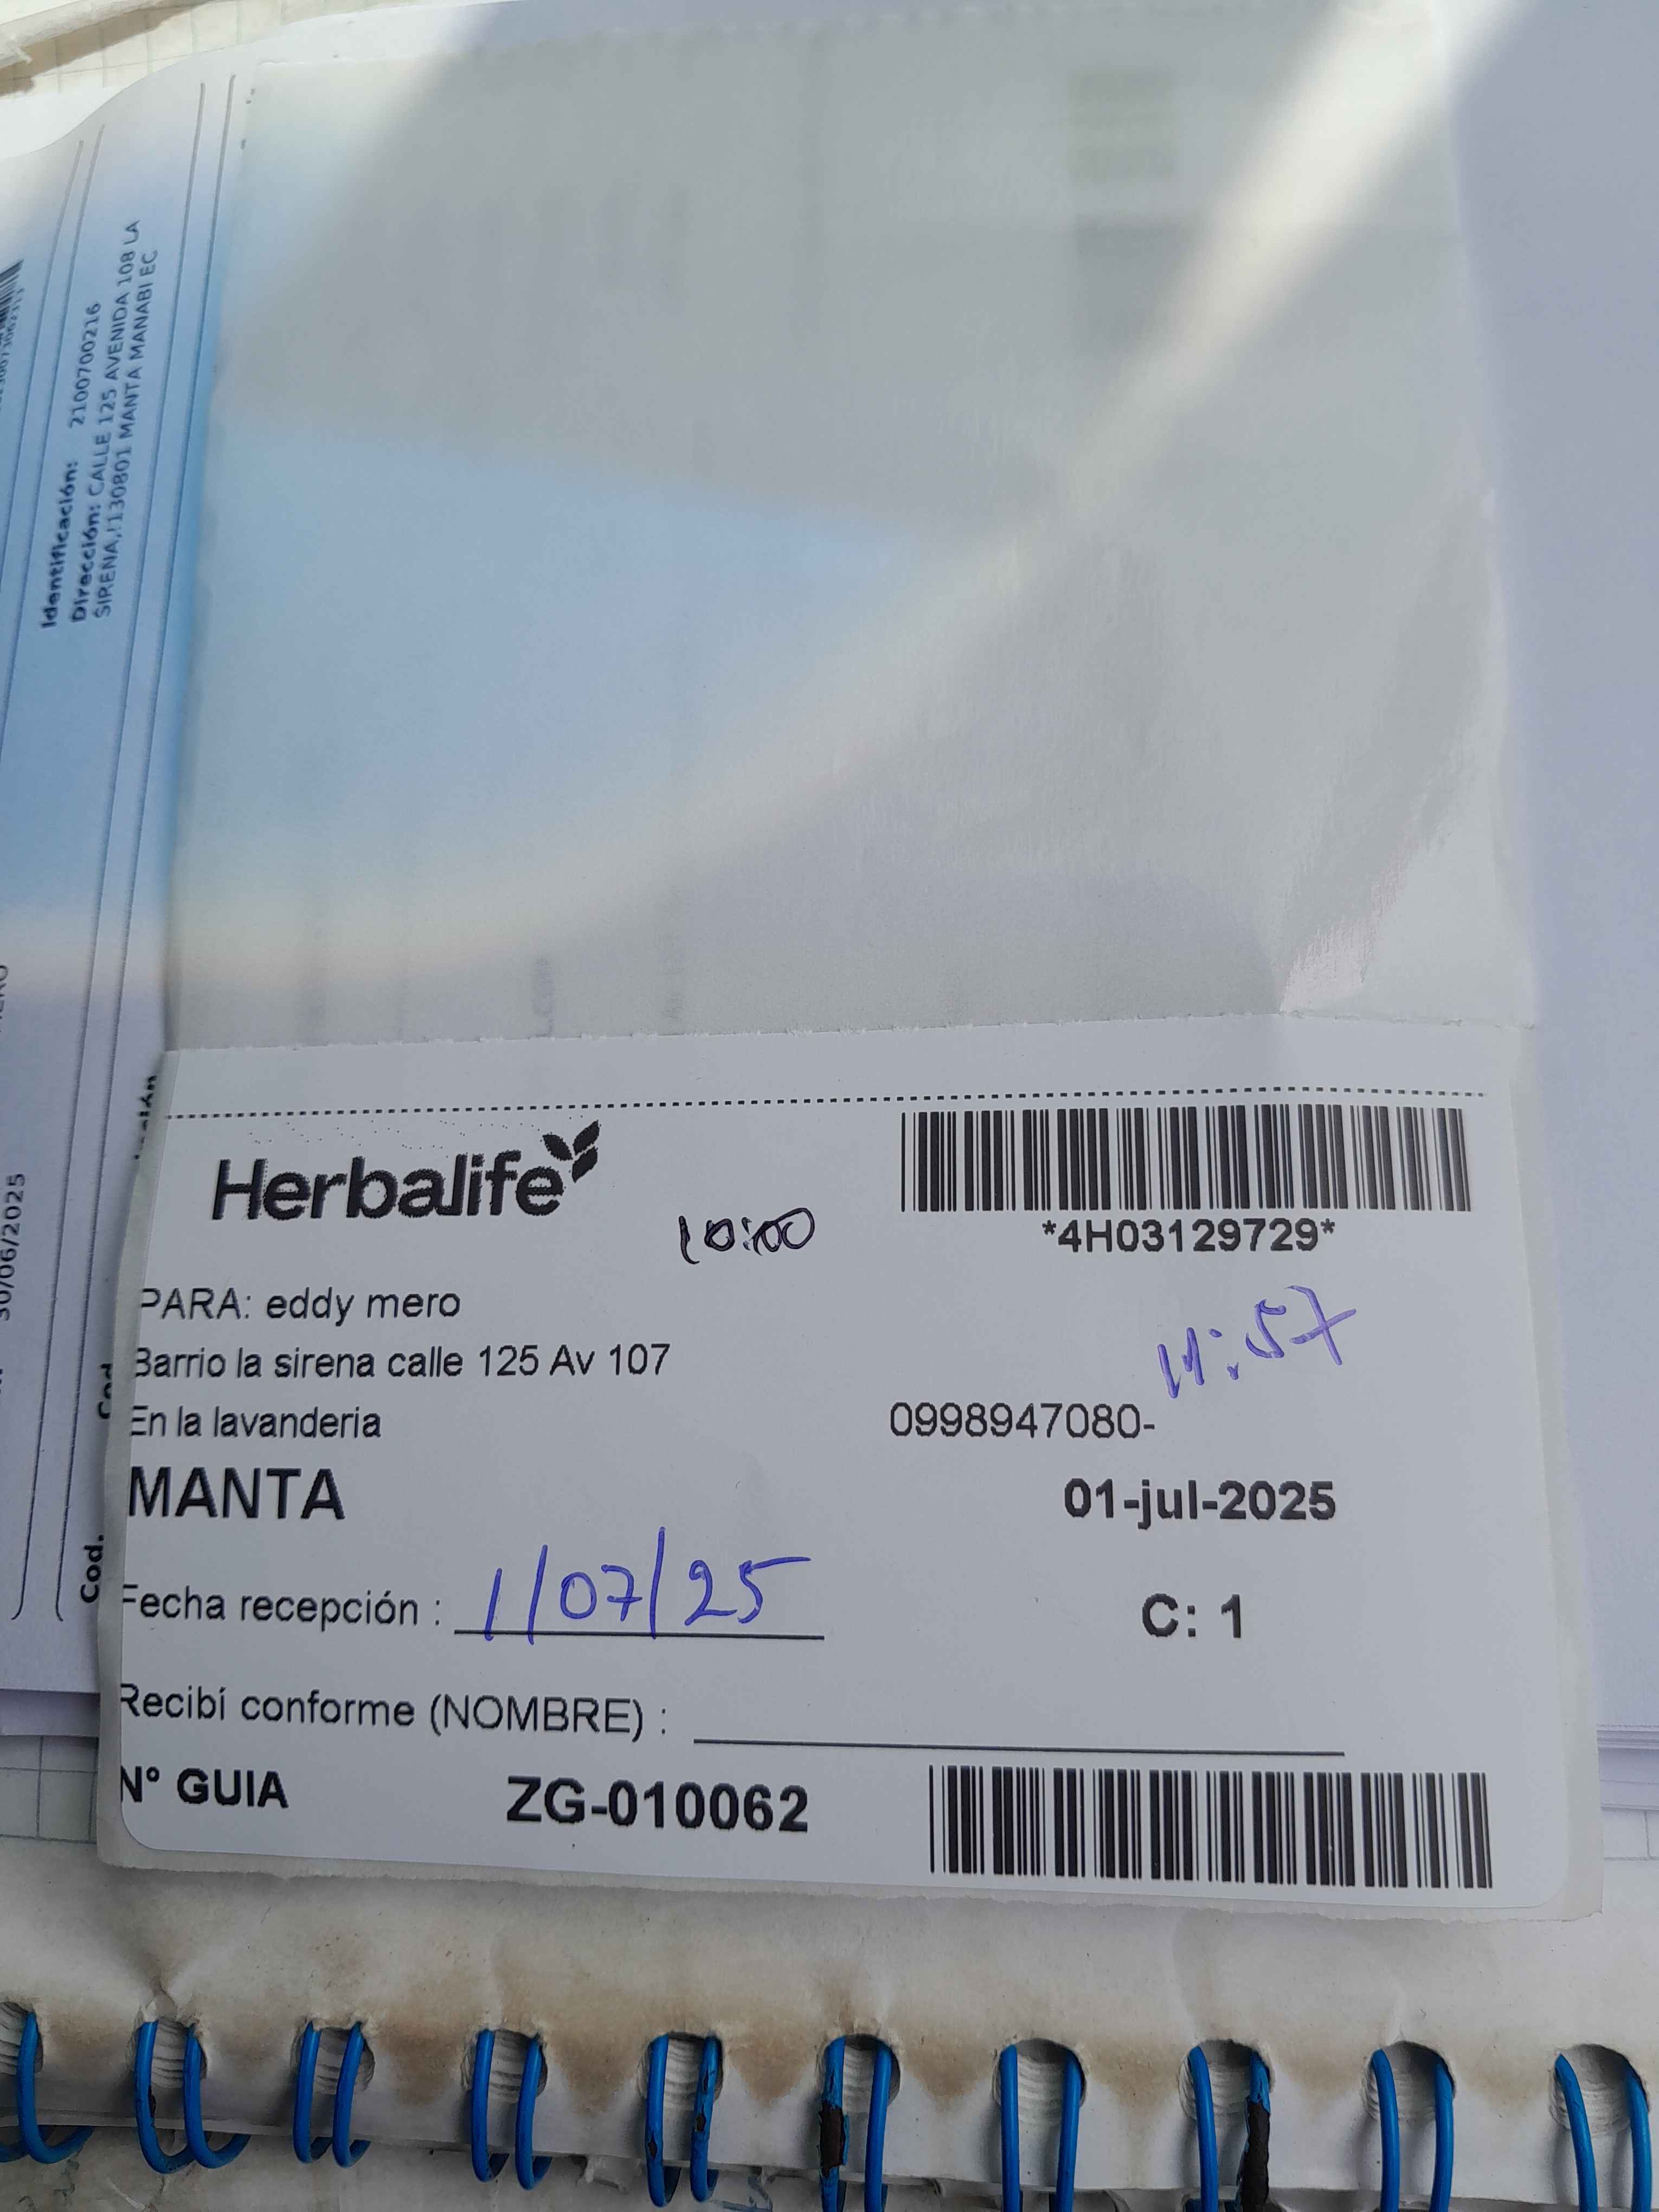 Identificación: 2100700216
Dirección: CALLE 125 AVENIDA 108 LA
SIRENA,!130801 MANTA MANABI EC
30/06/2025
Cod.
Cod.
Herbalife
10:00
*4H03129729*
PARA: eddy mero
11:57
Barrio la sirena calle 125 Av 107
En la lavanderia
0998947080-
MANTA
01-jul-2025
Fecha recepción : 1/07/25
C: 1
Recibí conforme (NOMBRE) :
N° GUIA ZG-010062